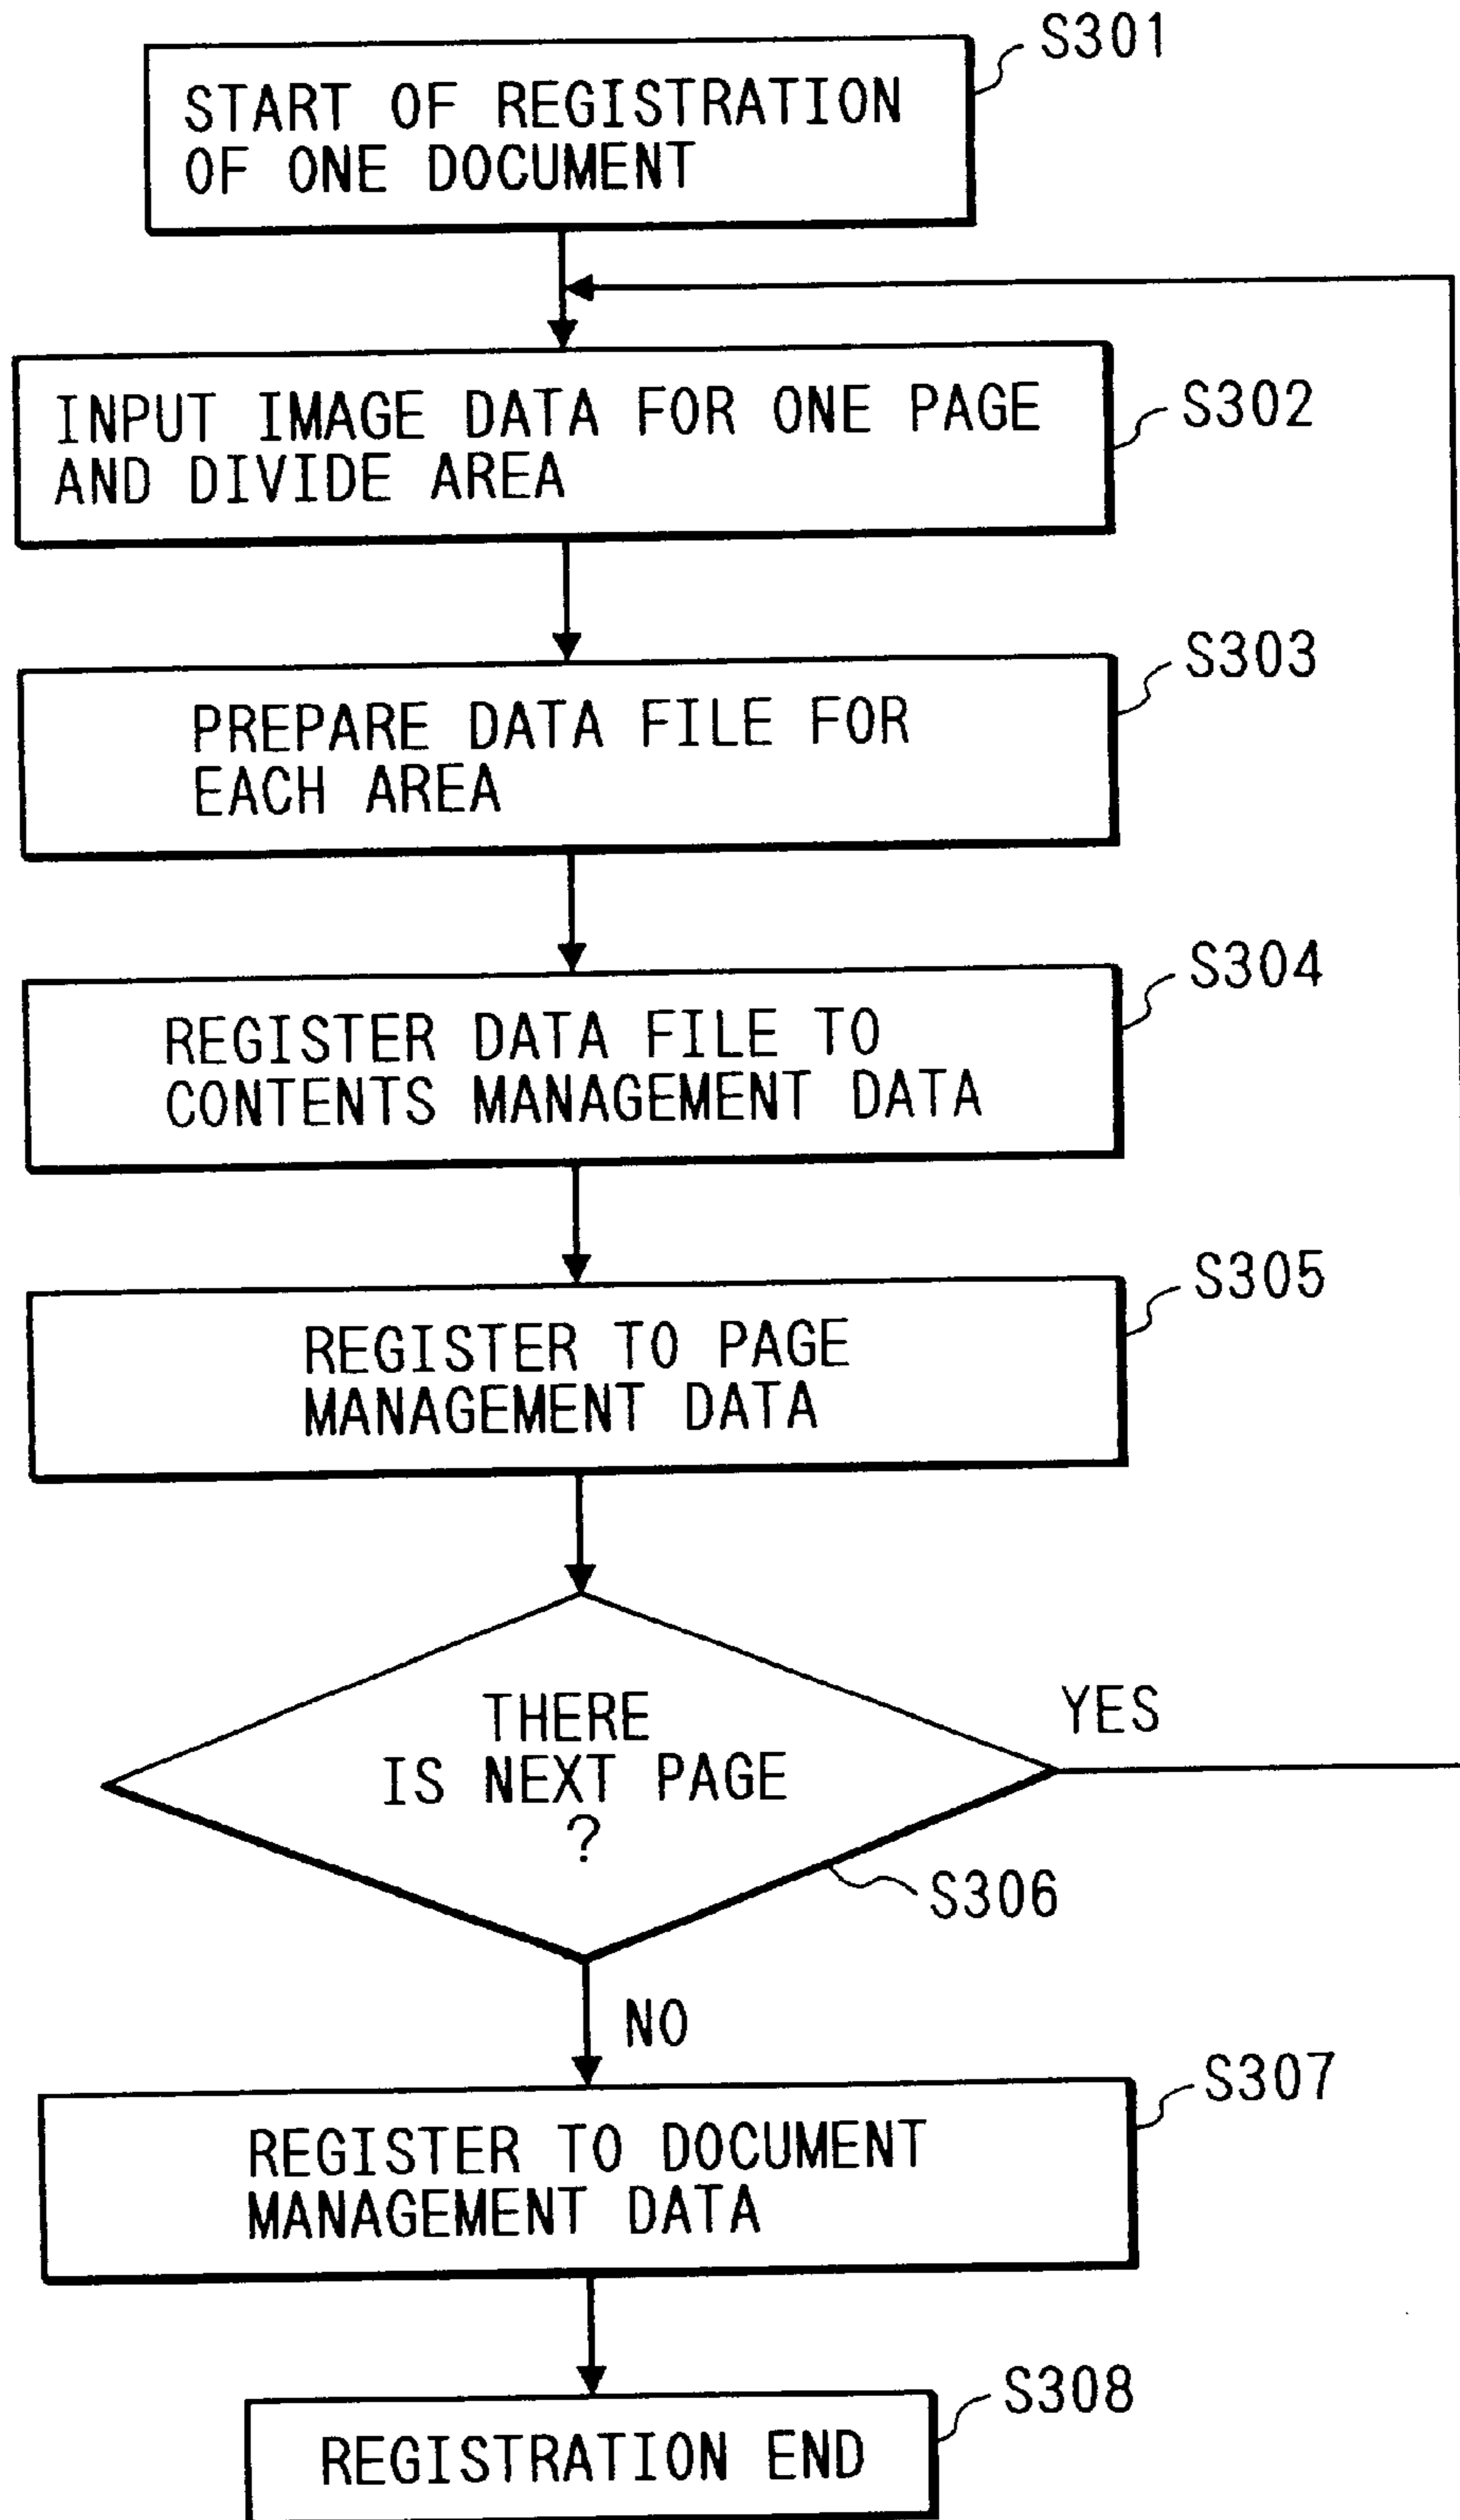 S301
START OF REGISTRATION
OF ONE DOCUMENT
S302
INPUT IMAGE DATA FOR ONE PAGE
AND DIVIDE AREA
S303
PREPARE DATA FILE FOR
EACH AREA
S304
REGISTER DATA FILE TO
CONTENTS MANAGEMENT DATA
S305
REGISTER TO PAGE
MANAGEMENT DATA
THERE
IS NEXT PAGE
?
YES
S306
NO
S307
REGISTER TO DOCUMENT
MANAGEMENT DATA
S308
REGISTRATION END